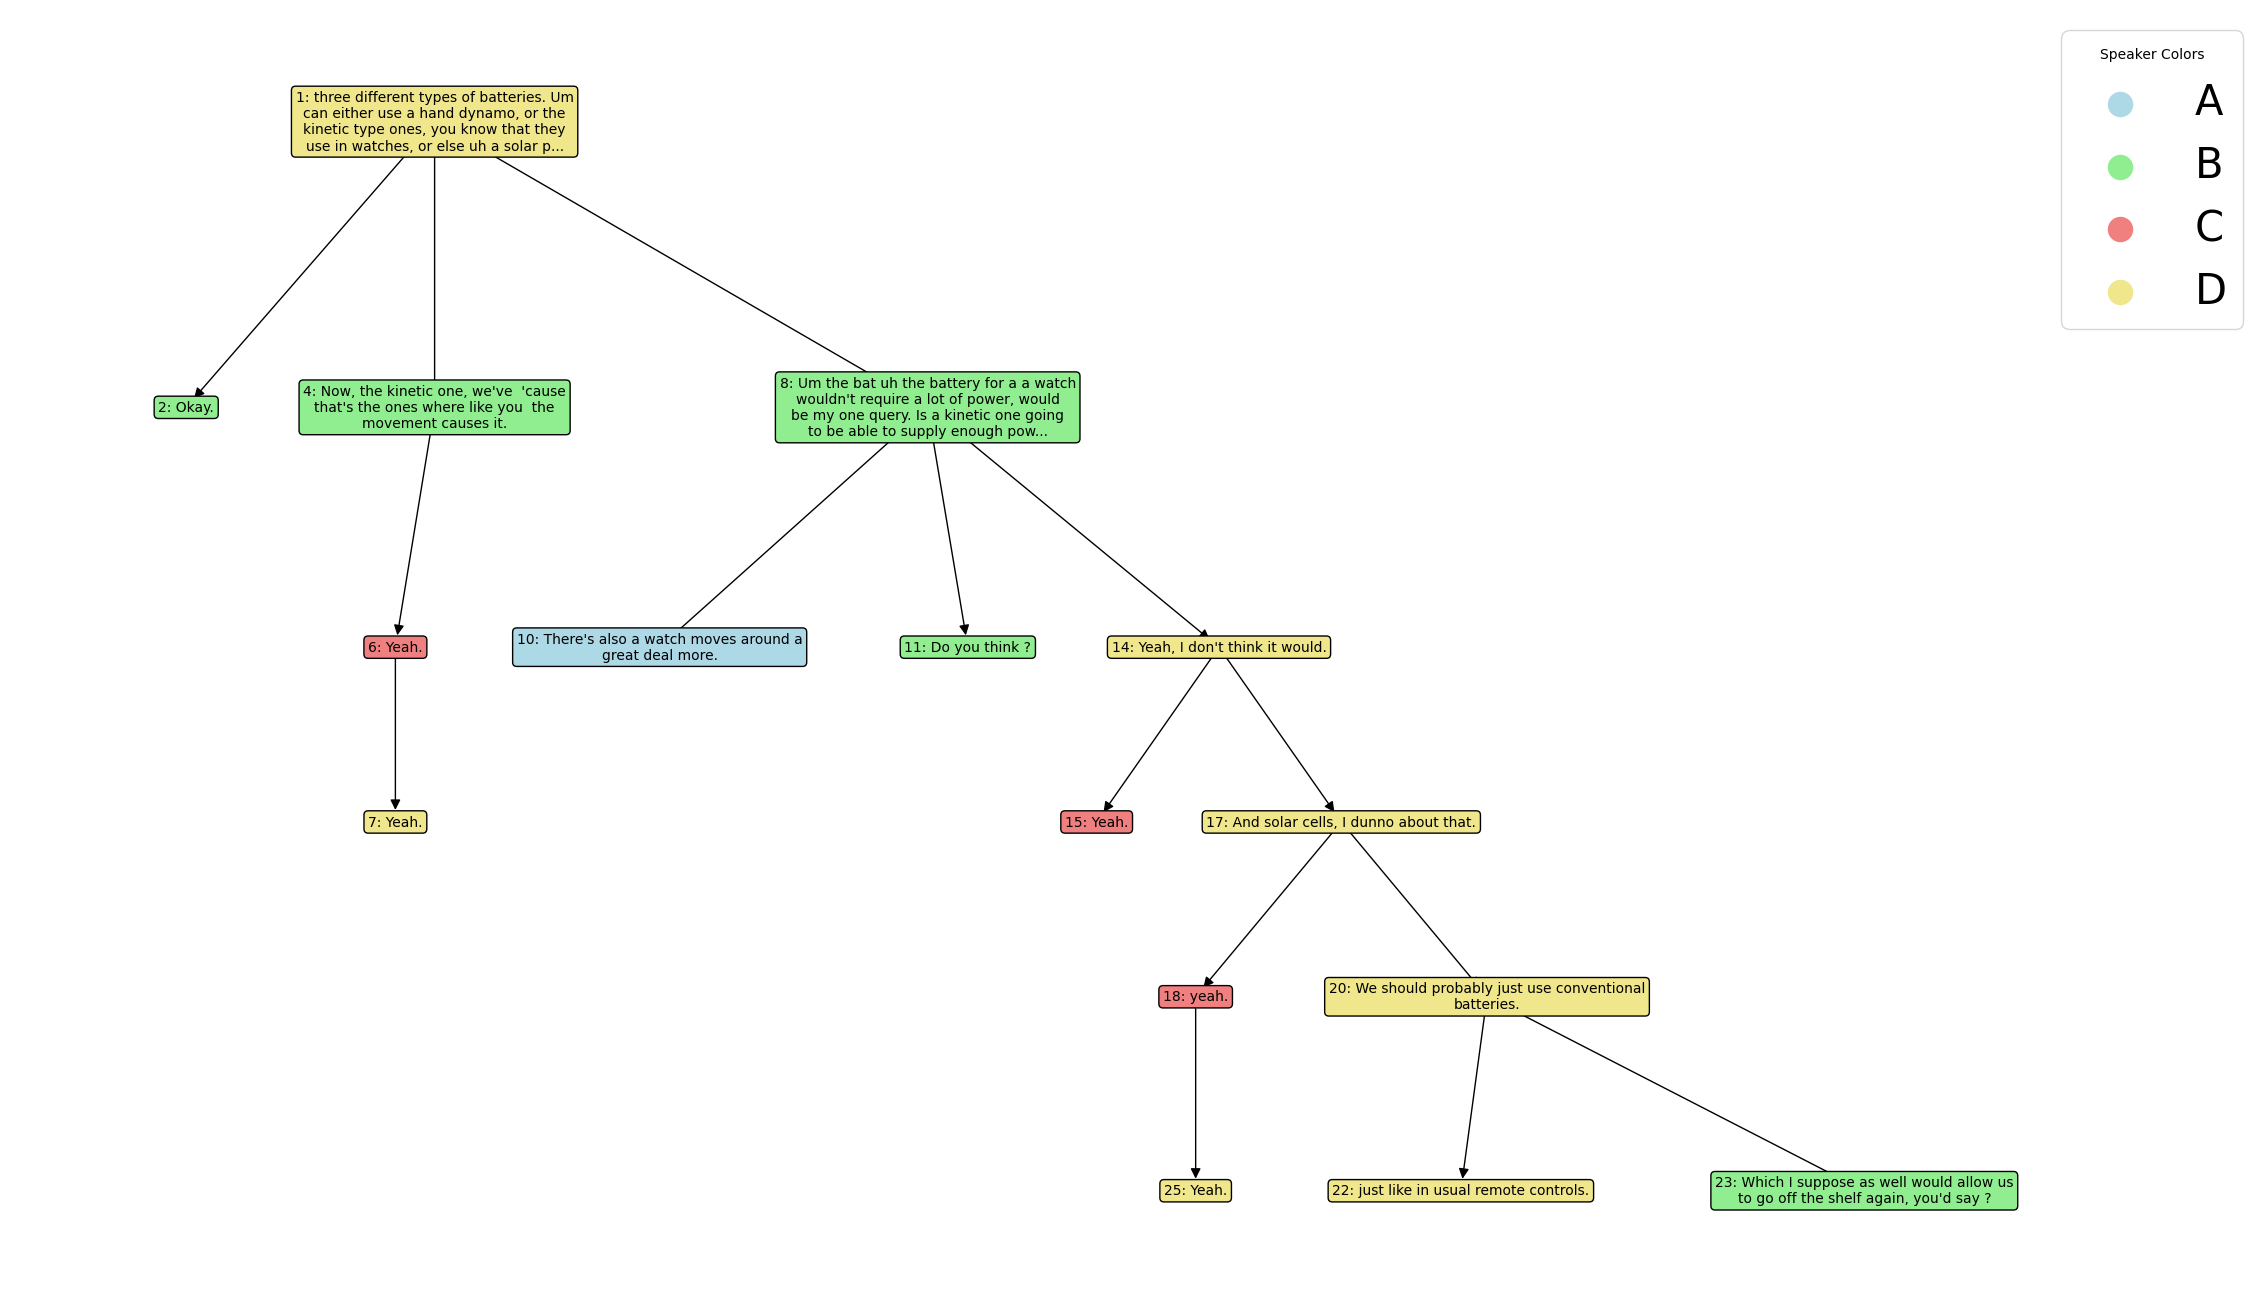 Speaker Colors
A
B
C
D
1: three different types of batteries. Um
can either use a hand dynamo, or the
kinetic type ones, you know that they
use in watches, or else uh a solar p...
2: Okay.
4: Now, the kinetic one, we've  'cause
that's the ones where like you  the
movement causes it.
8: Um the bat uh the battery for a a watch
wouldn't require a lot of power, would
be my one query. Is a kinetic one going
to be able to supply enough pow...
6: Yeah.
10: There's also a watch moves around a
great deal more.
11: Do you think ?
14: Yeah, I don't think it would.
7: Yeah.
15: Yeah.
17: And solar cells, I dunno about that.
18: yeah.
20: We should probably just use conventional
batteries.
25: Yeah.
22: just like in usual remote controls.
23: Which I suppose as well would allow us
to go off the shelf again, you'd say ?